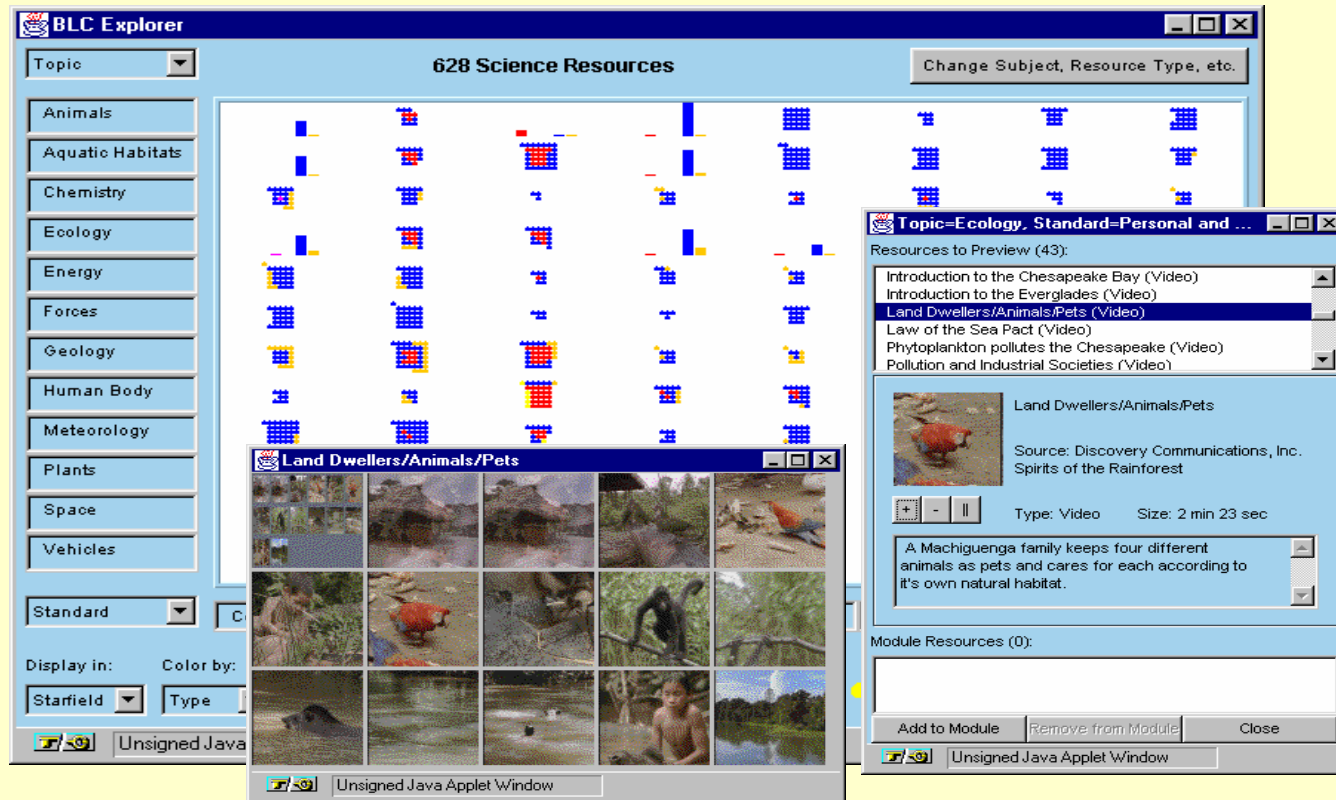 BLC Explorer
Topic
628 Science Resources
Change Subject, Resource Type, etc.
Animals
Aquatic Habitats
Chemistry
Ecology
Energy
Forces
Geology
Human Body
Meteorology
Plants
Space
Vehicles
Standard
Display in:
Color by:
Starfield
Type
Unsigned Java
Land Dwellers/Animals/Pets
Unsigned Java Applet Window
Topic=Ecology, Standard=Personal and ...
Resources to Preview (43):
Introduction to the Chesapeake Bay (Video)
Introduction to the Everglades (Video)
Land Dwellers/Animals/Pets (Video)
Law of the Sea Pact (Video)
Phytoplankton pollutes the Chesapeake (Video)
Pollution and Industrial Societies (Video)
Land Dwellers/Animals/Pets
Source: Discovery Communications, Inc.
Spirits of the Rainforest
+ - ||
Type: Video Size: 2 min 23 sec
A Machiguenga family keeps four different
animals as pets and cares for each according to
it's own natural habitat.
Module Resources (0):
Add to Module Remove from Module Close
Unsigned Java Applet Window